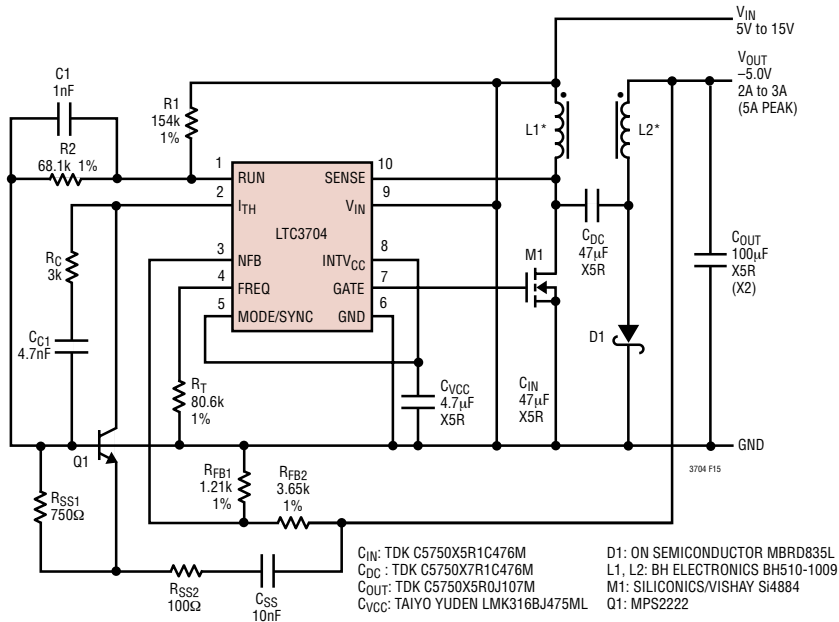 VIN
5V to 15V
VOUT
–5.0V
2A to 3A
(5A PEAK)
C1
1nF
R1
154k
1%
L1*
L2*
R2
68.1k 1%
1
RUN
SENSE
10
2
ITH
VIN
9
LTC3704
3
NFB
INTVCC
8
4
FREQ
GATE
7
5
MODE/SYNC
GND
6
RC
3k
CC1
4.7nF
M1
CDC
47µF
X5R
COUT
100µF
X5R
(X2)
D1
RT
80.6k
1%
CVCC
4.7µF
X5R
CIN
47µF
X5R
GND
3704 F15
Q1
RSS1
750Ω
RFB1
1.21k
1%
RFB2
3.65k
1%
RSS2
100Ω
CSS
10nF
CIN: TDK C5750X5R1C476M
CDC : TDK C5750X7R1C476M
COUT: TDK C5750X5R0J107M
CVCC: TAIYO YUDEN LMK316BJ475ML
D1: ON SEMICONDUCTOR MBRD835L
L1, L2: BH ELECTRONICS BH510-1009
M1: SILICONICS/VISHAY Si4884
Q1: MPS2222